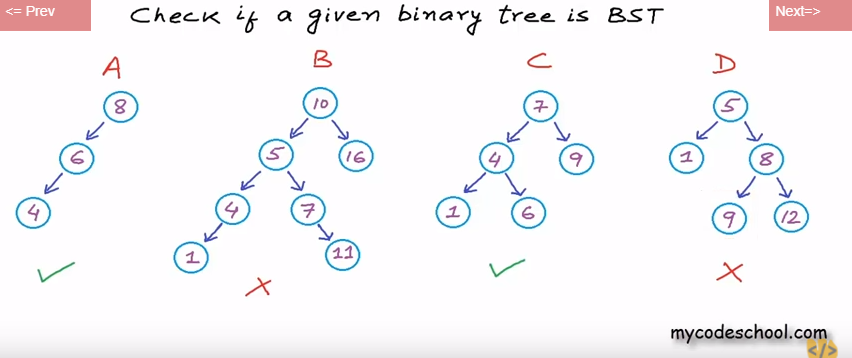 <= Prev
Check if a given binary tree is BST
Next=>
A
B
C
D
8
10
7
5
6
5
16
4
9
1
8
4
4
7
1
6
9
12
1
11
mycodeschool.com
</>